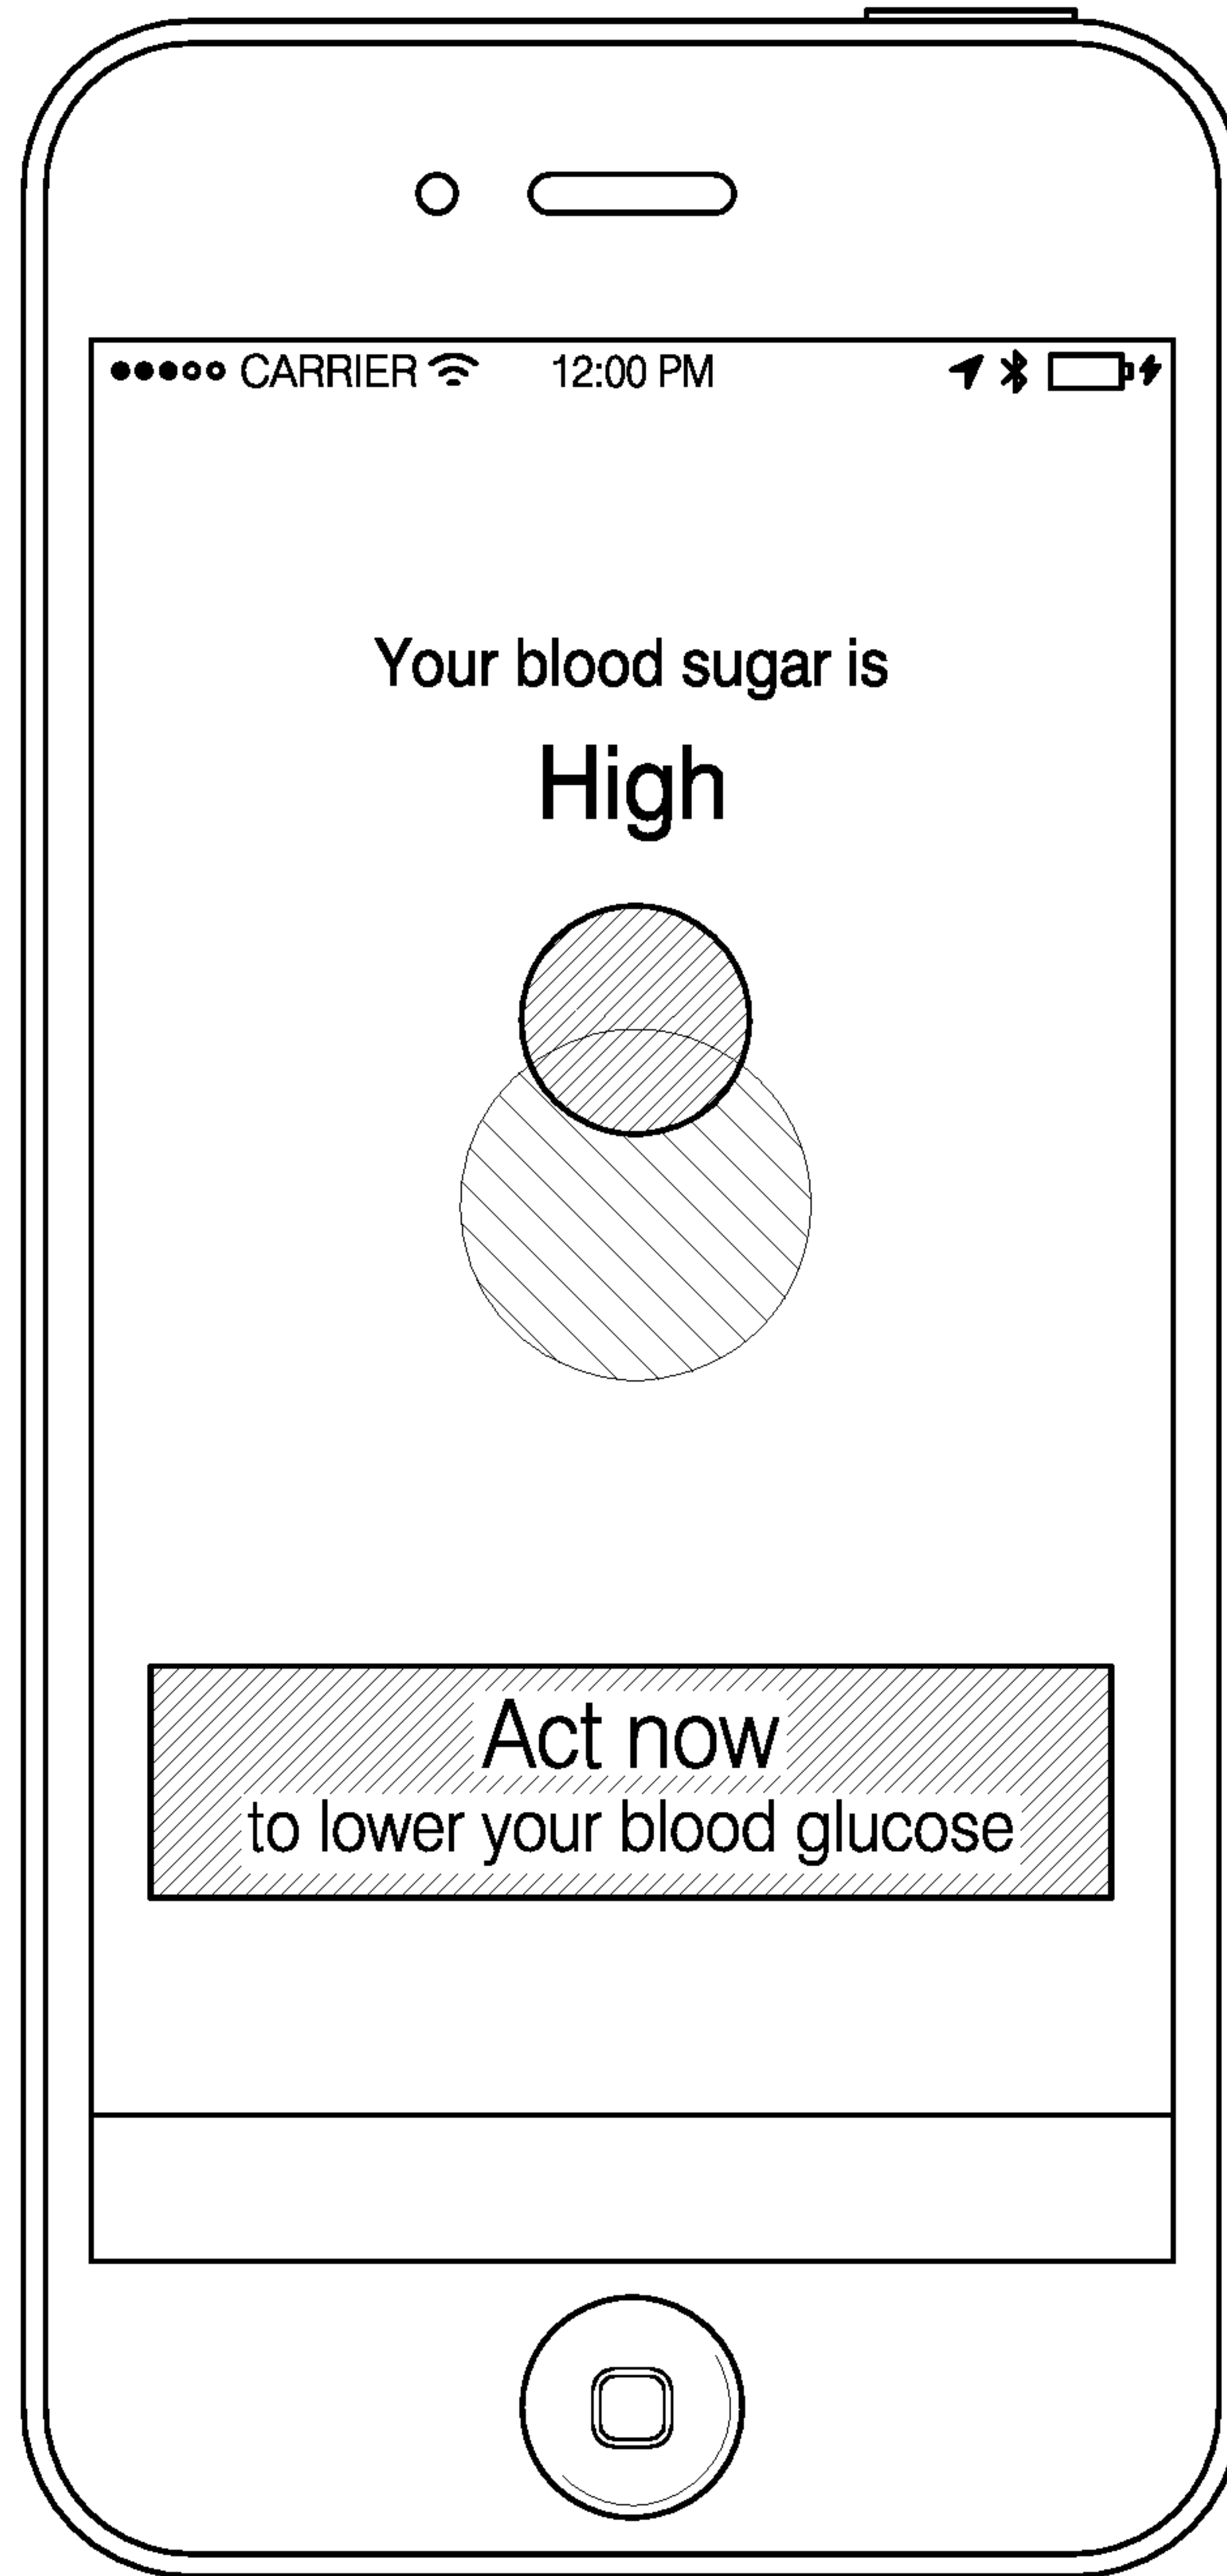 CARRIER 12:00 PM
Your blood sugar is
High
Act now
to lower your blood glucose